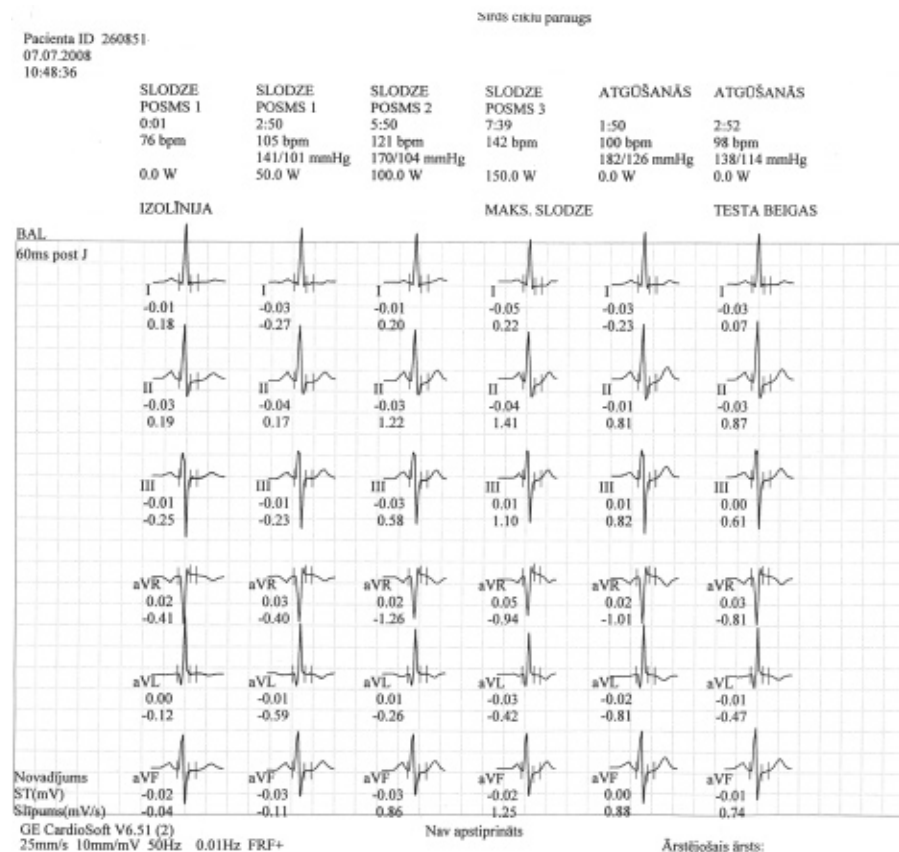 Sirds ciklu paraugs
Pacienta ID 260851
07.07.2008
10:48:36
SLODZE SLODZE SLODZE SLODZE ATGŪŠANĀS ATGŪŠANĀS
POSMS 1 POSMS 1 POSMS 2 POSMS 3
0:01 2:50 5:50 7:39 1:50 2:52
76 bpm 105 bpm 121 bpm 142 bpm 100 bpm 98 bpm
141/101 mmHg 170/104 mmHg 182/126 mmHg 138/114 mmHg
0.0 W 50.0 W 100.0 W 150.0 W 0.0 W 0.0 W
IZOLĪNIJA MAKS. SLODZE TESTA BEIGAS
BAL
60ms post J
I I I I I I
-0.01 -0.03 -0.01 -0.05 -0.03 -0.03
0.18 -0.27 0.20 0.22 -0.23 0.07
II II II II II II
-0.03 -0.04 -0.03 -0.04 -0.01 -0.03
0.19 0.17 1.22 1.41 0.81 0.87
III III III III III III
-0.01 -0.01 -0.03 0.01 0.01 0.00
-0.25 -0.23 0.58 1.10 0.82 0.61
aVR aVR aVR aVR aVR aVR
0.02 0.03 0.02 0.05 0.02 0.03
-0.41 -0.40 -1.26 -0.94 -1.01 -0.81
aVL aVL aVL aVL aVL aVL
0.00 -0.01 0.01 -0.03 -0.02 -0.01
-0.12 -0.59 -0.26 -0.42 -0.81 -0.47
Novadījums aVF aVF aVF aVF aVF aVF
ST(mV) -0.02 -0.03 -0.03 -0.02 0.00 -0.01
Slīpums(mV/s) -0.04 -0.11 0.86 1.25 0.88 0.74
GE CardioSoft V6.51 (2) Nav apstiprināts
25mm/s 10mm/mV 50Hz 0.01Hz FRF+ Ārstējošais ārsts: